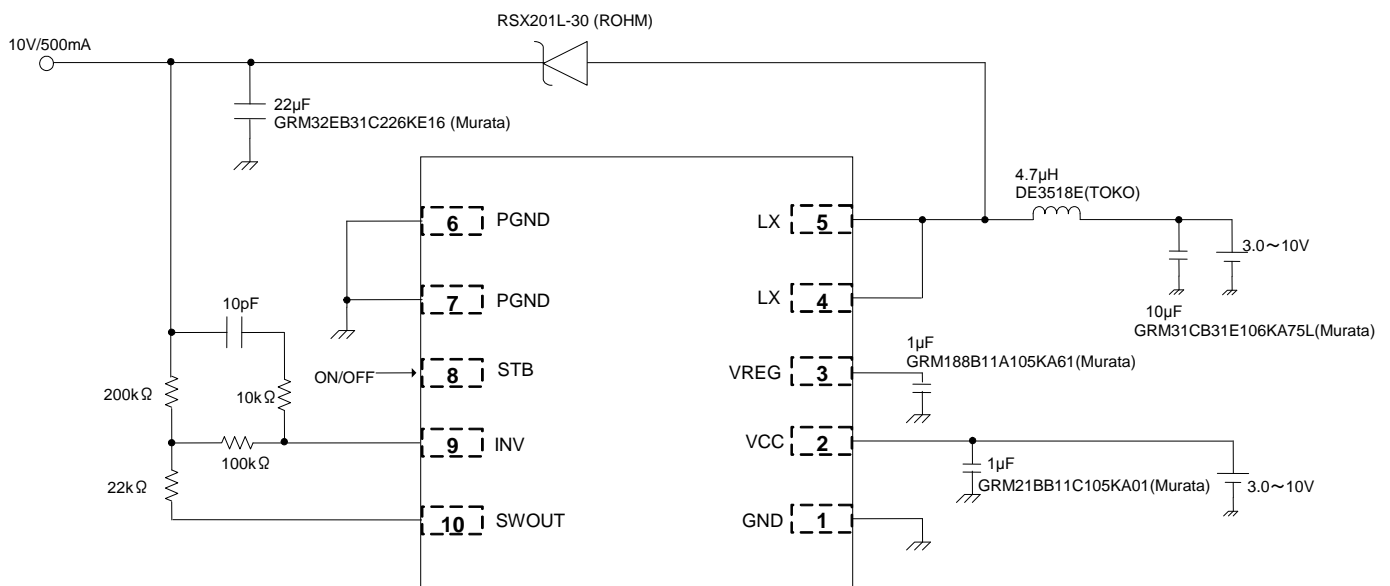 RSX201L-30 (ROHM)
10V/500mA
22µF
GRM32EB31C226KE16 (Murata)
4.7µH
DE3518E(TOKO)
6 PGND
LX 5
3.0～10V
7 PGND
LX 4
10pF
10µF
GRM31CB31E106KA75L(Murata)
1µF
GRM188B11A105KA61(Murata)
ON/OFF
8 STB
VREG 3
200kΩ
10kΩ
9 INV
VCC 2
100kΩ
1µF
GRM21BB11C105KA01(Murata)
3.0～10V
22kΩ
10 SWOUT
GND 1